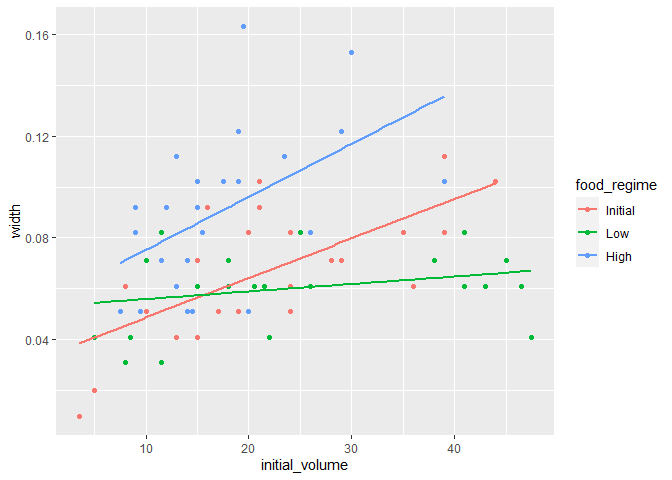 0.16
0.12
0.08
0.04
width
10 20 30 40
initial_volume
food_regime
Initial
Low
High